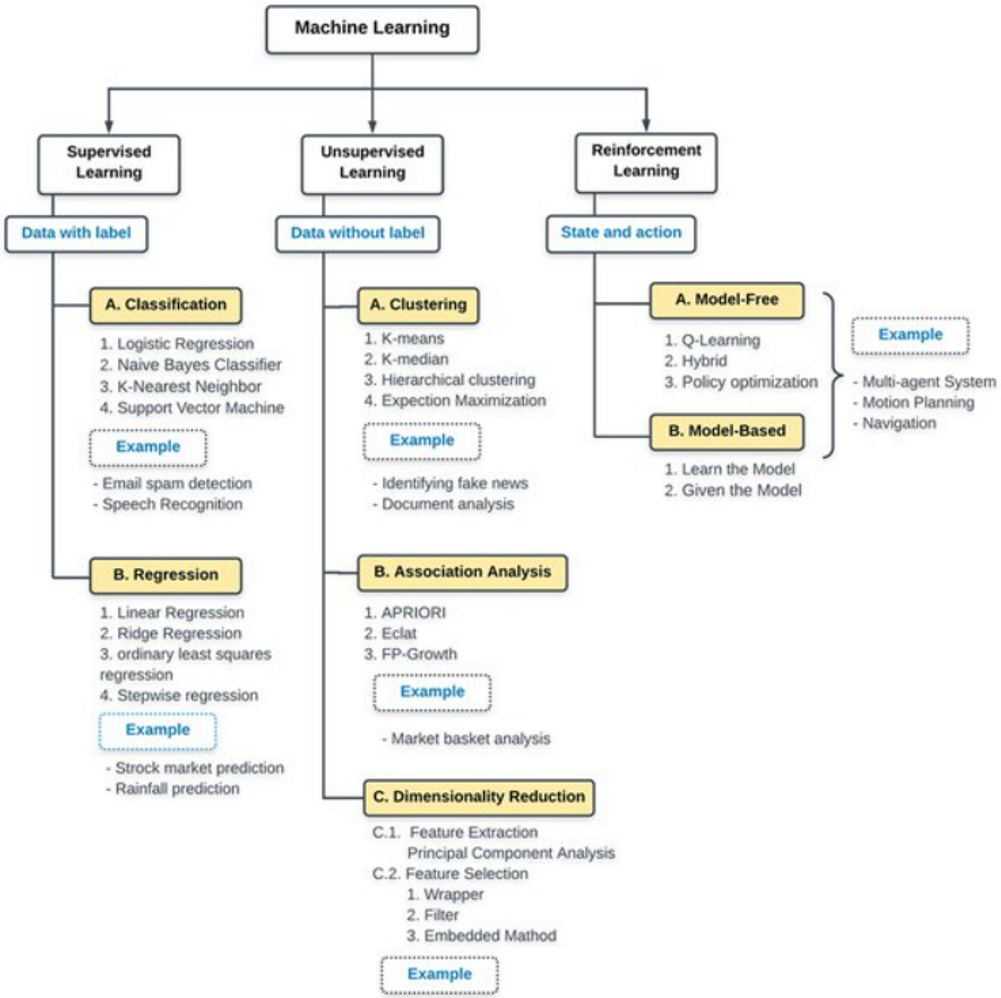 Machine Learning
Supervised
Learning
Data with label
A. Classification
1. Logistic Regression
2. Naive Bayes Classifier
3. K-Nearest Neighbor
4. Support Vector Machine
Example
- Email spam detection
- Speech Recognition
B. Regression
1. Linear Regression
2. Ridge Regression
3. ordinary least squares
regression
4. Stepwise regression
Example
- Strock market prediction
- Rainfall prediction
Unsupervised
Learning
Data without label
A. Clustering
1. K-means
2. K-median
3. Hierarchical clustering
4. Expection Maximization
Example
- Identifying fake news
- Document analysis
B. Association Analysis
1. APRIORI
2. Eclat
3. FP-Growth
Example
- Market basket analysis
C. Dimensionality Reduction
C.1. Feature Extraction
Principal Component Analysis
C.2. Feature Selection
1. Wrapper
2. Filter
3. Embedded Mathod
Example
Reinforcement
Learning
State and action
A. Model-Free
1. Q-Learning
2. Hybrid
3. Policy optimization
B. Model-Based
1. Learn the Model
2. Given the Model
Example
- Multi-agent System
- Motion Planning
- Navigation